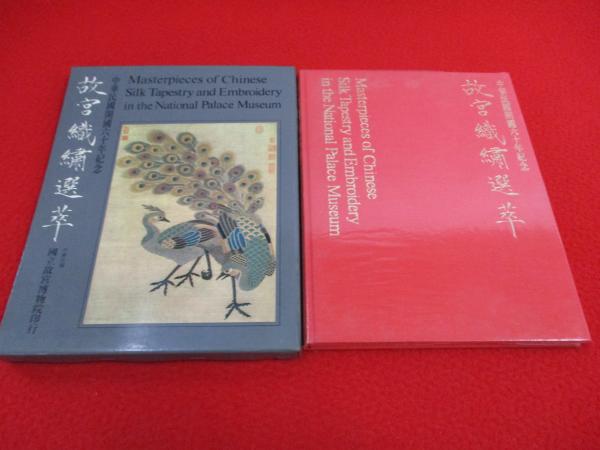 Masterpieces of Chinese
Silk Tapestry and Embroidery
in the National Palace Museum
中華民國開國六十年紀念
故宮織繡選萃
國立故宮博物院印行
Masterpieces of Chinese
Silk Tapestry and Embroidery
in the National Palace Museum
中華民國開國六十年紀念
故宮織繡選萃